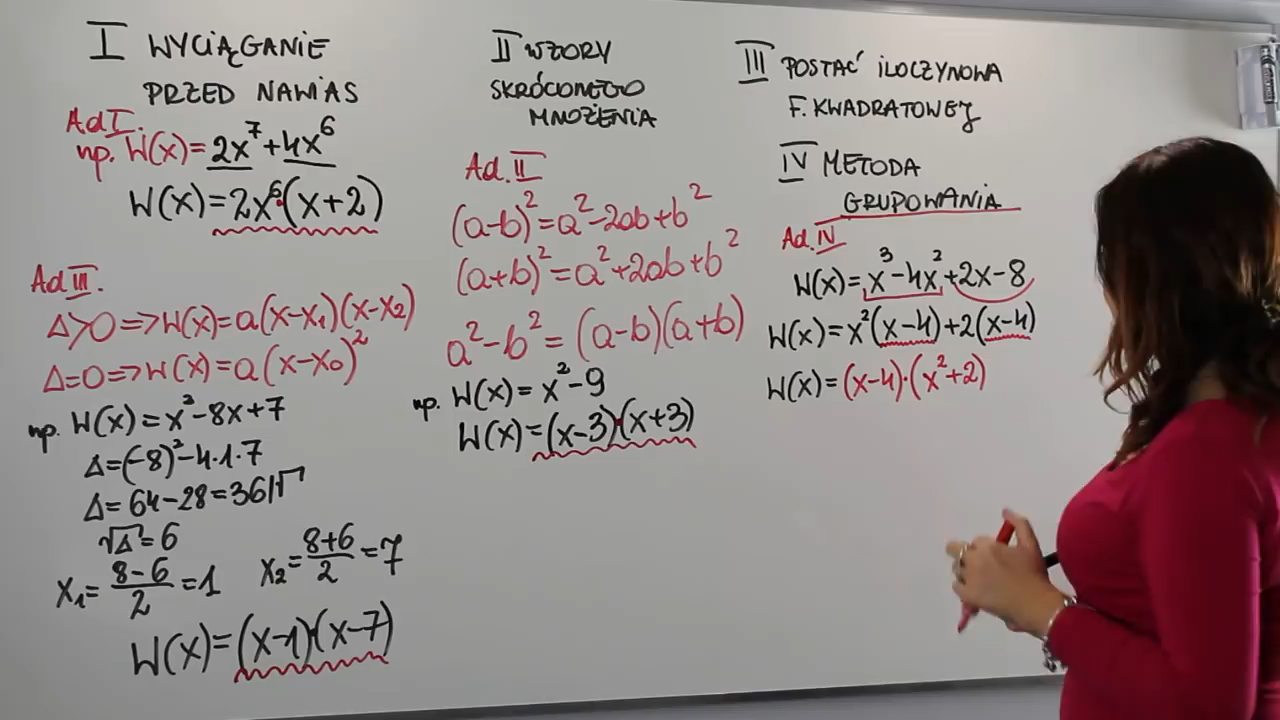 I WYCIĄGANIE
PRZED NAWIAS
Ad I.
np. W(x)=2x⁷+4x⁶
W(x)=2x⁶·(x+2)
Ad III.
Δ>0=>W(x)=a(x-x₁)(x-x₂)
Δ=0=>W(x)=a(x-x₀)²
np. W(x)=x²-8x+7
Δ=(-8)²-4·1·7
Δ=64-28=36|√
√Δ=6
x₁=(8-6)/2=1 x₂=(8+6)/2=7
W(x)=(x-1)·(x-7)
II WZORY
SKRÓCONEGO
MNOŻENIA
Ad. II
(a-b)²=a²-2ab+b²
(a+b)²=a²+2ab+b²
a²-b²=(a-b)(a+b)
np. W(x)=x²-9
W(x)=(x-3)·(x+3)
III POSTAĆ ILOCZYNOWA
F. KWADRATOWEJ
IV METODA
GRUPOWANIA
Ad. IV
W(x)=x³-4x²+2x-8
W(x)=x²(x-4)+2(x-4)
W(x)=(x-4)·(x²+2)